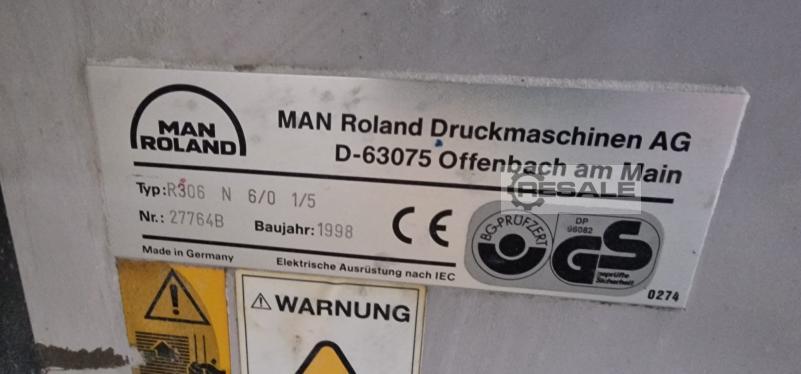 MAN
ROLAND
MAN Roland Druckmaschinen AG
D-63075 Offenbach am Main
RESALE
Typ: R306 N 6/0 1/5
Nr.: 27764B Baujahr: 1998
CE
BG-PRÜFZERT
DP
96082
GS
geprüfte
Sicherheit
Made in Germany
Elektrische Ausrüstung nach IEC
0274
WARNUNG